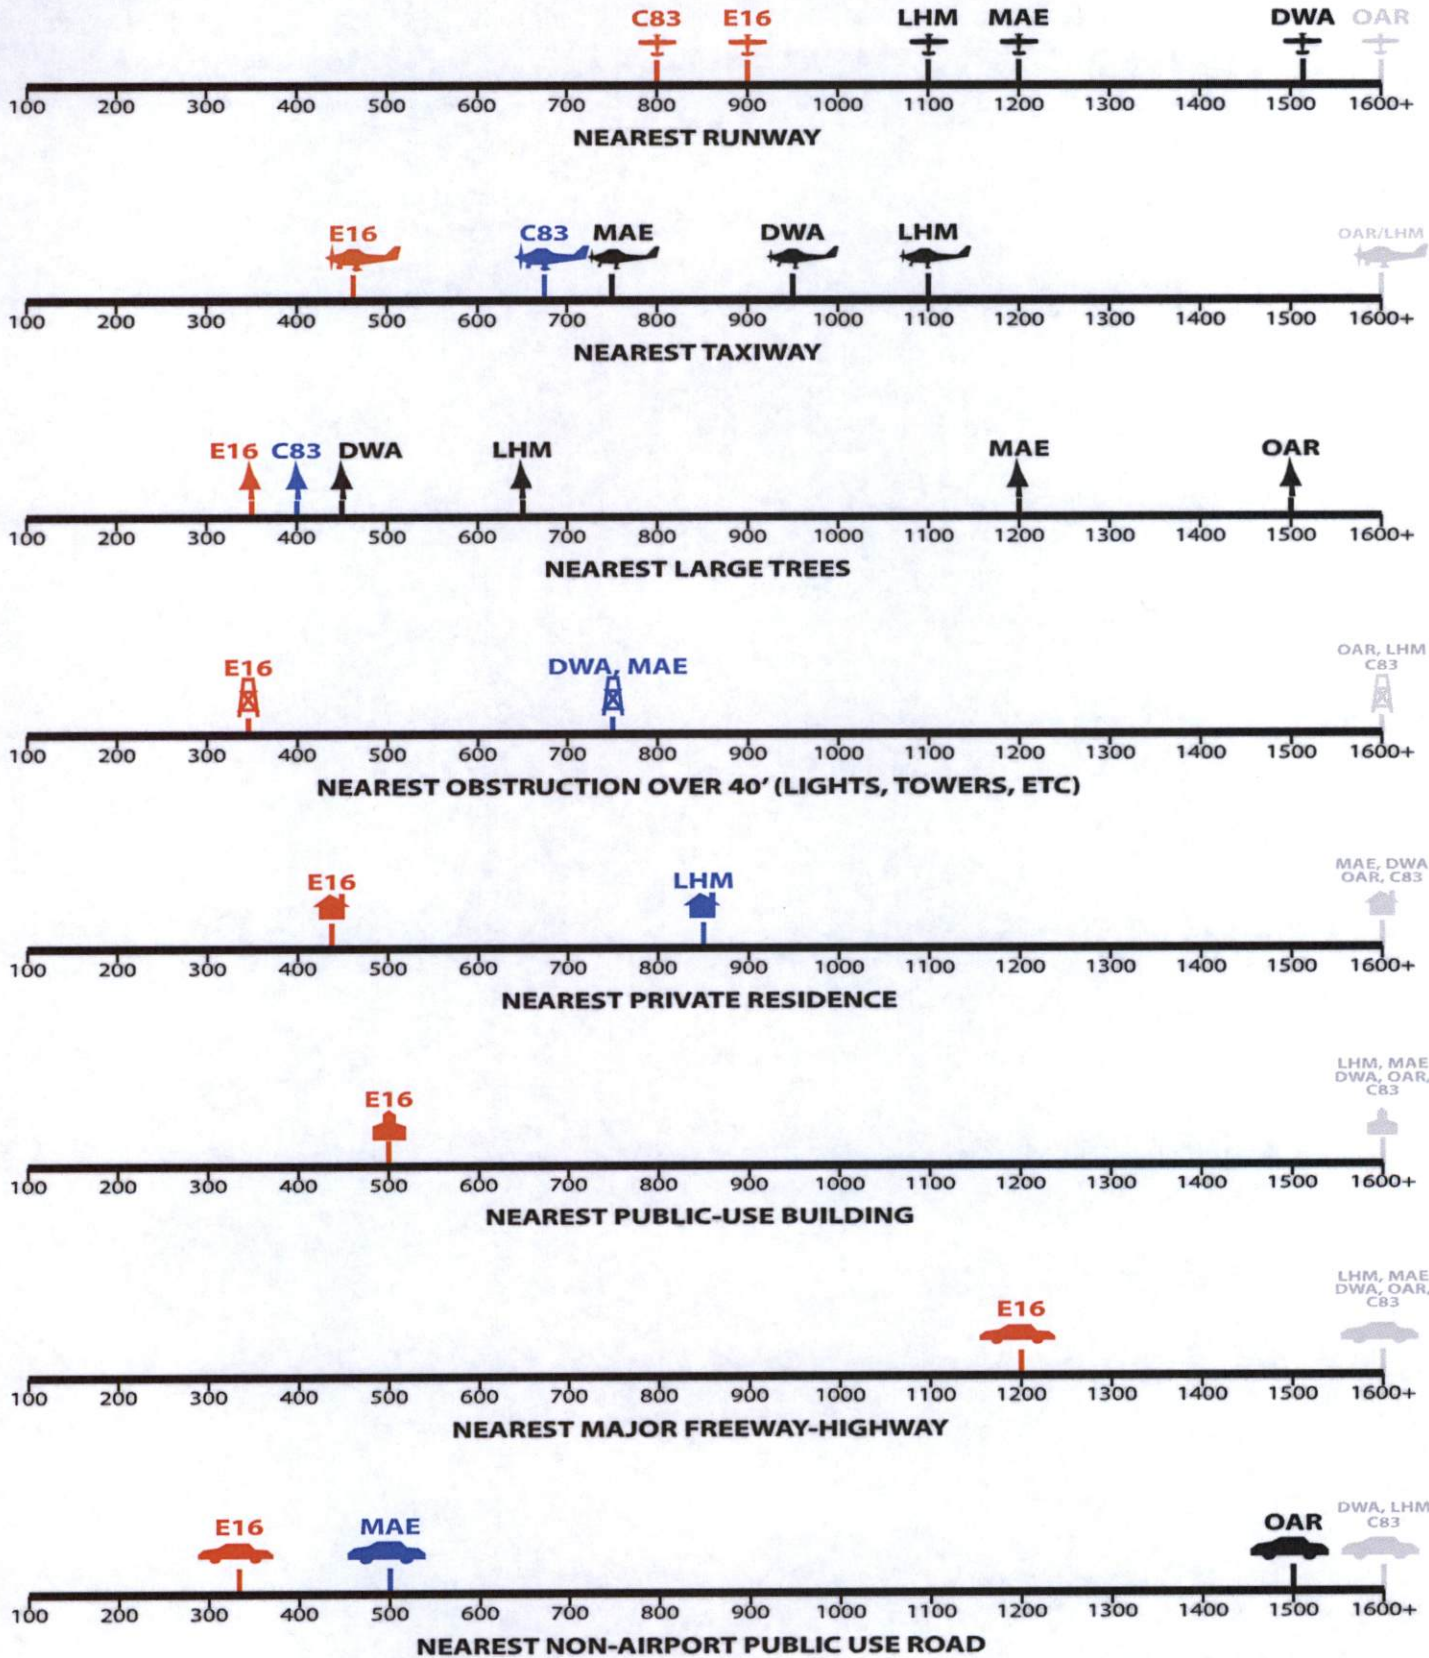 C83 E16 LHM MAE DWA OAR
100 200 300 400 500 600 700 800 900 1000 1100 1200 1300 1400 1500 1600+
NEAREST RUNWAY
E16 C83 MAE DWA LHM OAR/LHM
100 200 300 400 500 600 700 800 900 1000 1100 1200 1300 1400 1500 1600+
NEAREST TAXIWAY
E16 C83 DWA LHM MAE OAR
100 200 300 400 500 600 700 800 900 1000 1100 1200 1300 1400 1500 1600+
NEAREST LARGE TREES
E16 DWA, MAE OAR, LHM
C83
100 200 300 400 500 600 700 800 900 1000 1100 1200 1300 1400 1500 1600+
NEAREST OBSTRUCTION OVER 40' (LIGHTS, TOWERS, ETC)
E16 LHM MAE, DWA
OAR, C83
100 200 300 400 500 600 700 800 900 1000 1100 1200 1300 1400 1500 1600+
NEAREST PRIVATE RESIDENCE
E16 LHM, MAE
DWA, OAR,
C83
100 200 300 400 500 600 700 800 900 1000 1100 1200 1300 1400 1500 1600+
NEAREST PUBLIC-USE BUILDING
E16 LHM, MAE
DWA, OAR,
C83
100 200 300 400 500 600 700 800 900 1000 1100 1200 1300 1400 1500 1600+
NEAREST MAJOR FREEWAY-HIGHWAY
E16 MAE OAR DWA, LHM
C83
100 200 300 400 500 600 700 800 900 1000 1100 1200 1300 1400 1500 1600+
NEAREST NON-AIRPORT PUBLIC USE ROAD